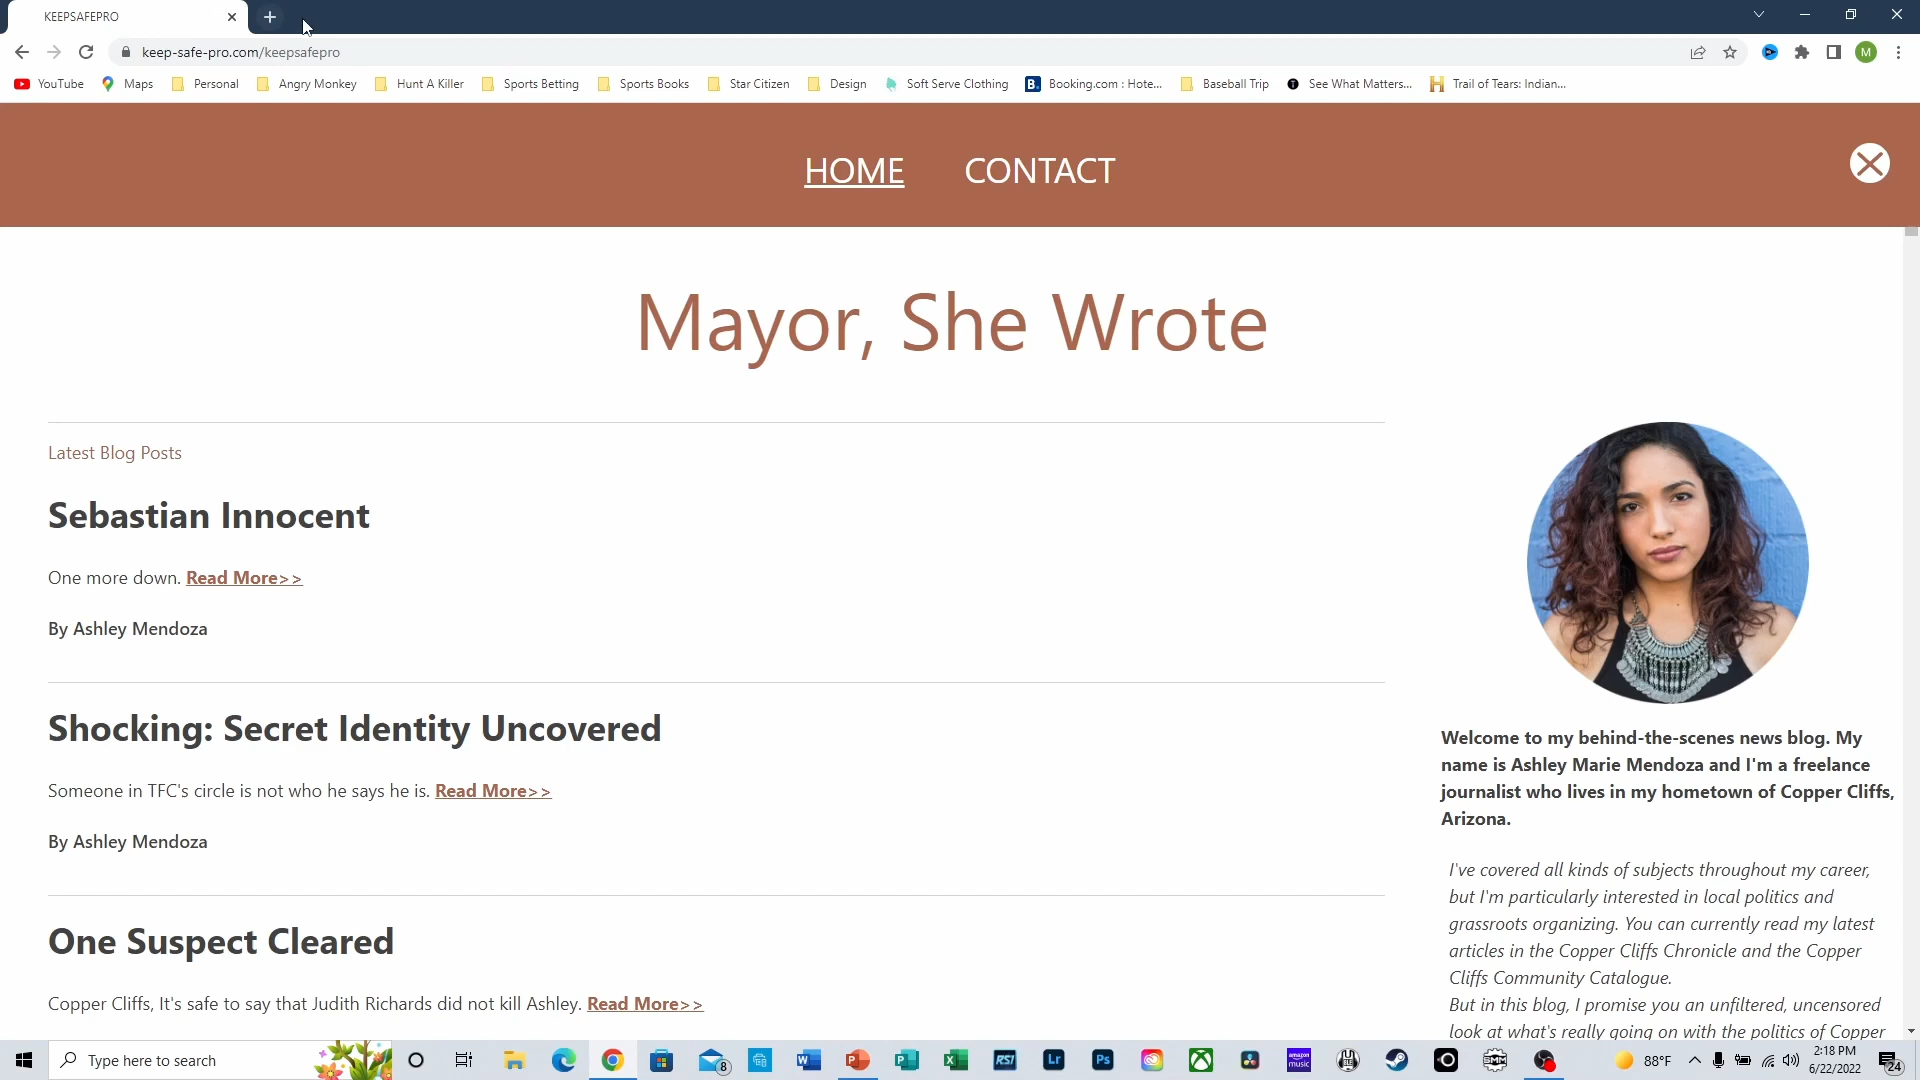 KEEPSAFEPRO
keep-safe-pro.com/keepsafepro
M
YouTube Maps Personal Angry Monkey Hunt A Killer Sports Betting Sports Books Star Citizen Design Soft Serve Clothing B. Booking.com : Hote... Baseball Trip T See What Matters... H Trail of Tears: Indian...
HOME CONTACT
Mayor, She Wrote
Latest Blog Posts
Sebastian Innocent
One more down. Read More>>
By Ashley Mendoza
Shocking: Secret Identity Uncovered
Someone in TFC's circle is not who he says he is. Read More>>
By Ashley Mendoza
One Suspect Cleared
Copper Cliffs, It's safe to say that Judith Richards did not kill Ashley. Read More>>
Welcome to my behind-the-scenes news blog. My
name is Ashley Marie Mendoza and I'm a freelance
journalist who lives in my hometown of Copper Cliffs,
Arizona.
I've covered all kinds of subjects throughout my career,
but I'm particularly interested in local politics and
grassroots organizing. You can currently read my latest
articles in the Copper Cliffs Chronicle and the Copper
Cliffs Community Catalogue.
But in this blog, I promise you an unfiltered, uncensored
look at what's really going on with the politics of Copper
Type here to search
8
W
P
P
X
RSI
Lr
Ps
amazon music
SMM
88°F
2:18 PM
6/22/2022
24